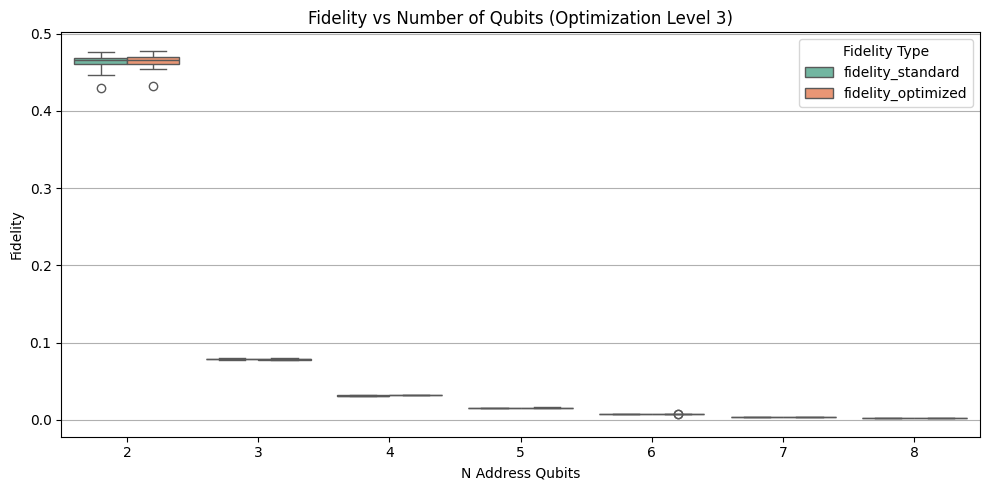 Fidelity vs Number of Qubits (Optimization Level 3)
Fidelity Type
fidelity_standard
fidelity_optimized
Fidelity
0.5
0.4
0.3
0.2
0.1
0.0
2 3 4 5 6 7 8
N Address Qubits